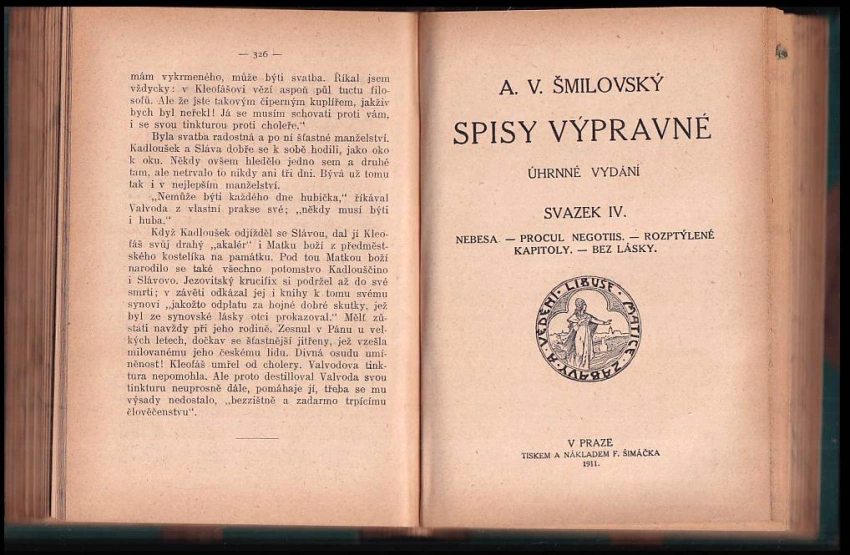 — 326 —
mám vykrmeného, může býti svatba. Říkal jsem
vždycky: v Kleofášovi vězí aspoň půl tuctu filo-
sofů. Ale že jste takovým čiperným kuplířem, jakživ
bych byl neřekl! Já se musím schovati proti vám,
i se svou tinkturou proti choleře."
Byla svatba radostná a po ní šťastné manželství.
Kadloušek a Sláva dobře se k sobě hodili, jako oko
k oku. Někdy ovšem hledělo jedno sem a druhé
tam, ale netrvalo to nikdy ani tři dni. Bývá už tomu
tak i v nejlepším manželství.
„Nemůže býti každého dne hubička," říkával
Valvoda z vlastní prakse své; „někdy musí býti
i huba."
Když Kadloušek odjížděl se Slávou, dal jí Kleo-
fáš svůj drahý „akalér" i Matku boží z předměst-
ského kostelíka na památku. Pod tou Matkou boží
narodilo se také všechno potomstvo Kadlouščino
i Slávovo. Jezovitský crucifix si podržel až do své
smrti; v závěti odkázal jej i knihy k tomu svému
synovi „jakožto odplatu za hojné dobré skutky, jež
byl ze synovské lásky otci prokazoval." Mělť zů-
stati navždy při jeho rodině. Zesnul v Pánu u vel-
kých letech, dočkav se šťastnější jitřeny, jež vzešla
milovanému jeho českému lidu. Divná osudu umí-
něnost! Kleofáš umřel od cholery. Valvodova tink-
tura nepomohla. Ale proto destilloval Valvoda svou
tinkturu neuprosně dále, pomáhaje jí, třeba se mu
výsady nedostalo, „bezzištně a zadarmo trpícímu
člověčenstvu".
A. V. ŠMILOVSKÝ
SPISY VÝPRAVNÉ
ÚHRNNÉ VYDÁNÍ
SVAZEK IV.
NEBESA. — PROCUL NEGOTIIS. — ROZPTÝLENÉ
KAPITOLY. — BEZ LÁSKY.
LIBUŠE · MATICE ZÁBAVY A VĚDĚNÍ
V PRAZE
TISKEM A NÁKLADEM F. ŠIMÁČKA
1911.